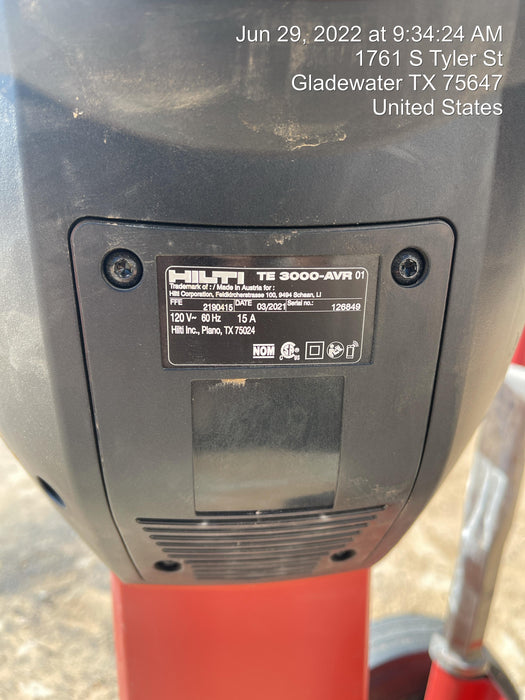 Jun 29, 2022 at 9:34:24 AM
1761 S Tyler St
Gladewater TX 75647
United States
HILTI TE 3000-AVR 01
Trademark of : / Made in Austria for :
Hilti Corporation, Feldkircherstrasse 100, 9494 Schaan, LI
FFE 2190415 DATE 03/2021 Serial no.: 126849
120 V~ 60 Hz 15 A
Hilti Inc., Plano, TX 75024
NOM